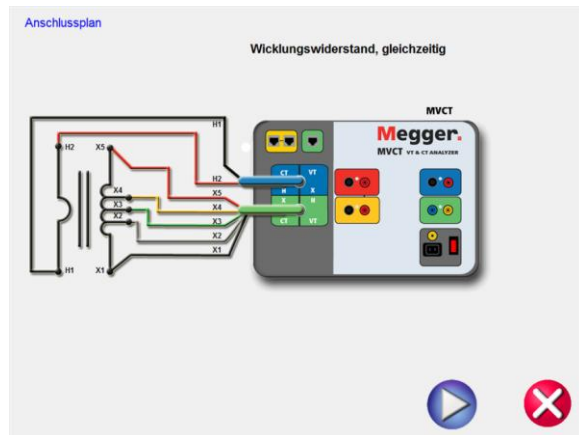 Anschlussplan
Wicklungswiderstand, gleichzeitig
MVCT
Megger.
MVCT VT & CT ANALYZER
H1
H2
X5
H2
X5
X4
X3
X2
X4
X3
X2
X1
H1
X1
CT VT
H X
X H
CT VT